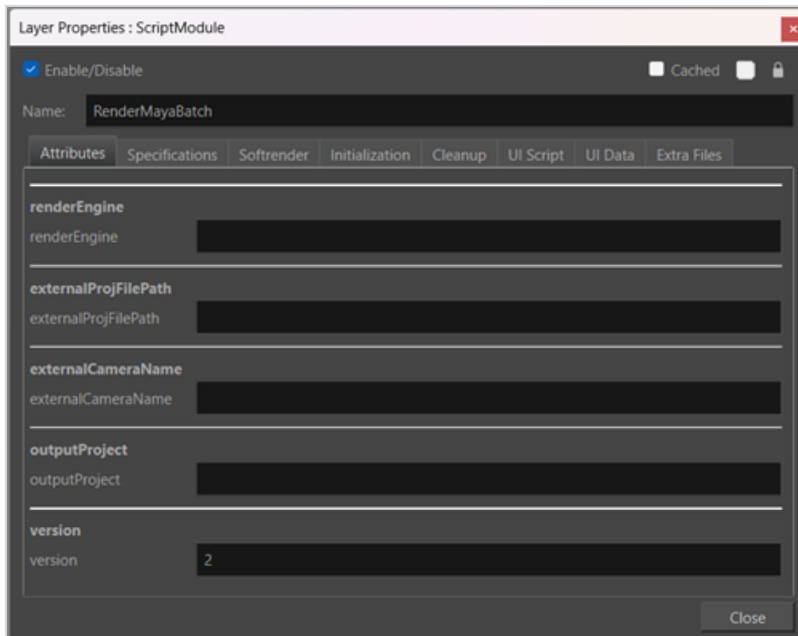 Layer Properties : ScriptModule
Enable/Disable
Cached
Name: RenderMayaBatch
Attributes Specifications Softrender Initialization Cleanup UI Script UI Data Extra Files
renderEngine
renderEngine
externalProjFilePath
externalProjFilePath
externalCameraName
externalCameraName
outputProject
outputProject
version
version 2
Close